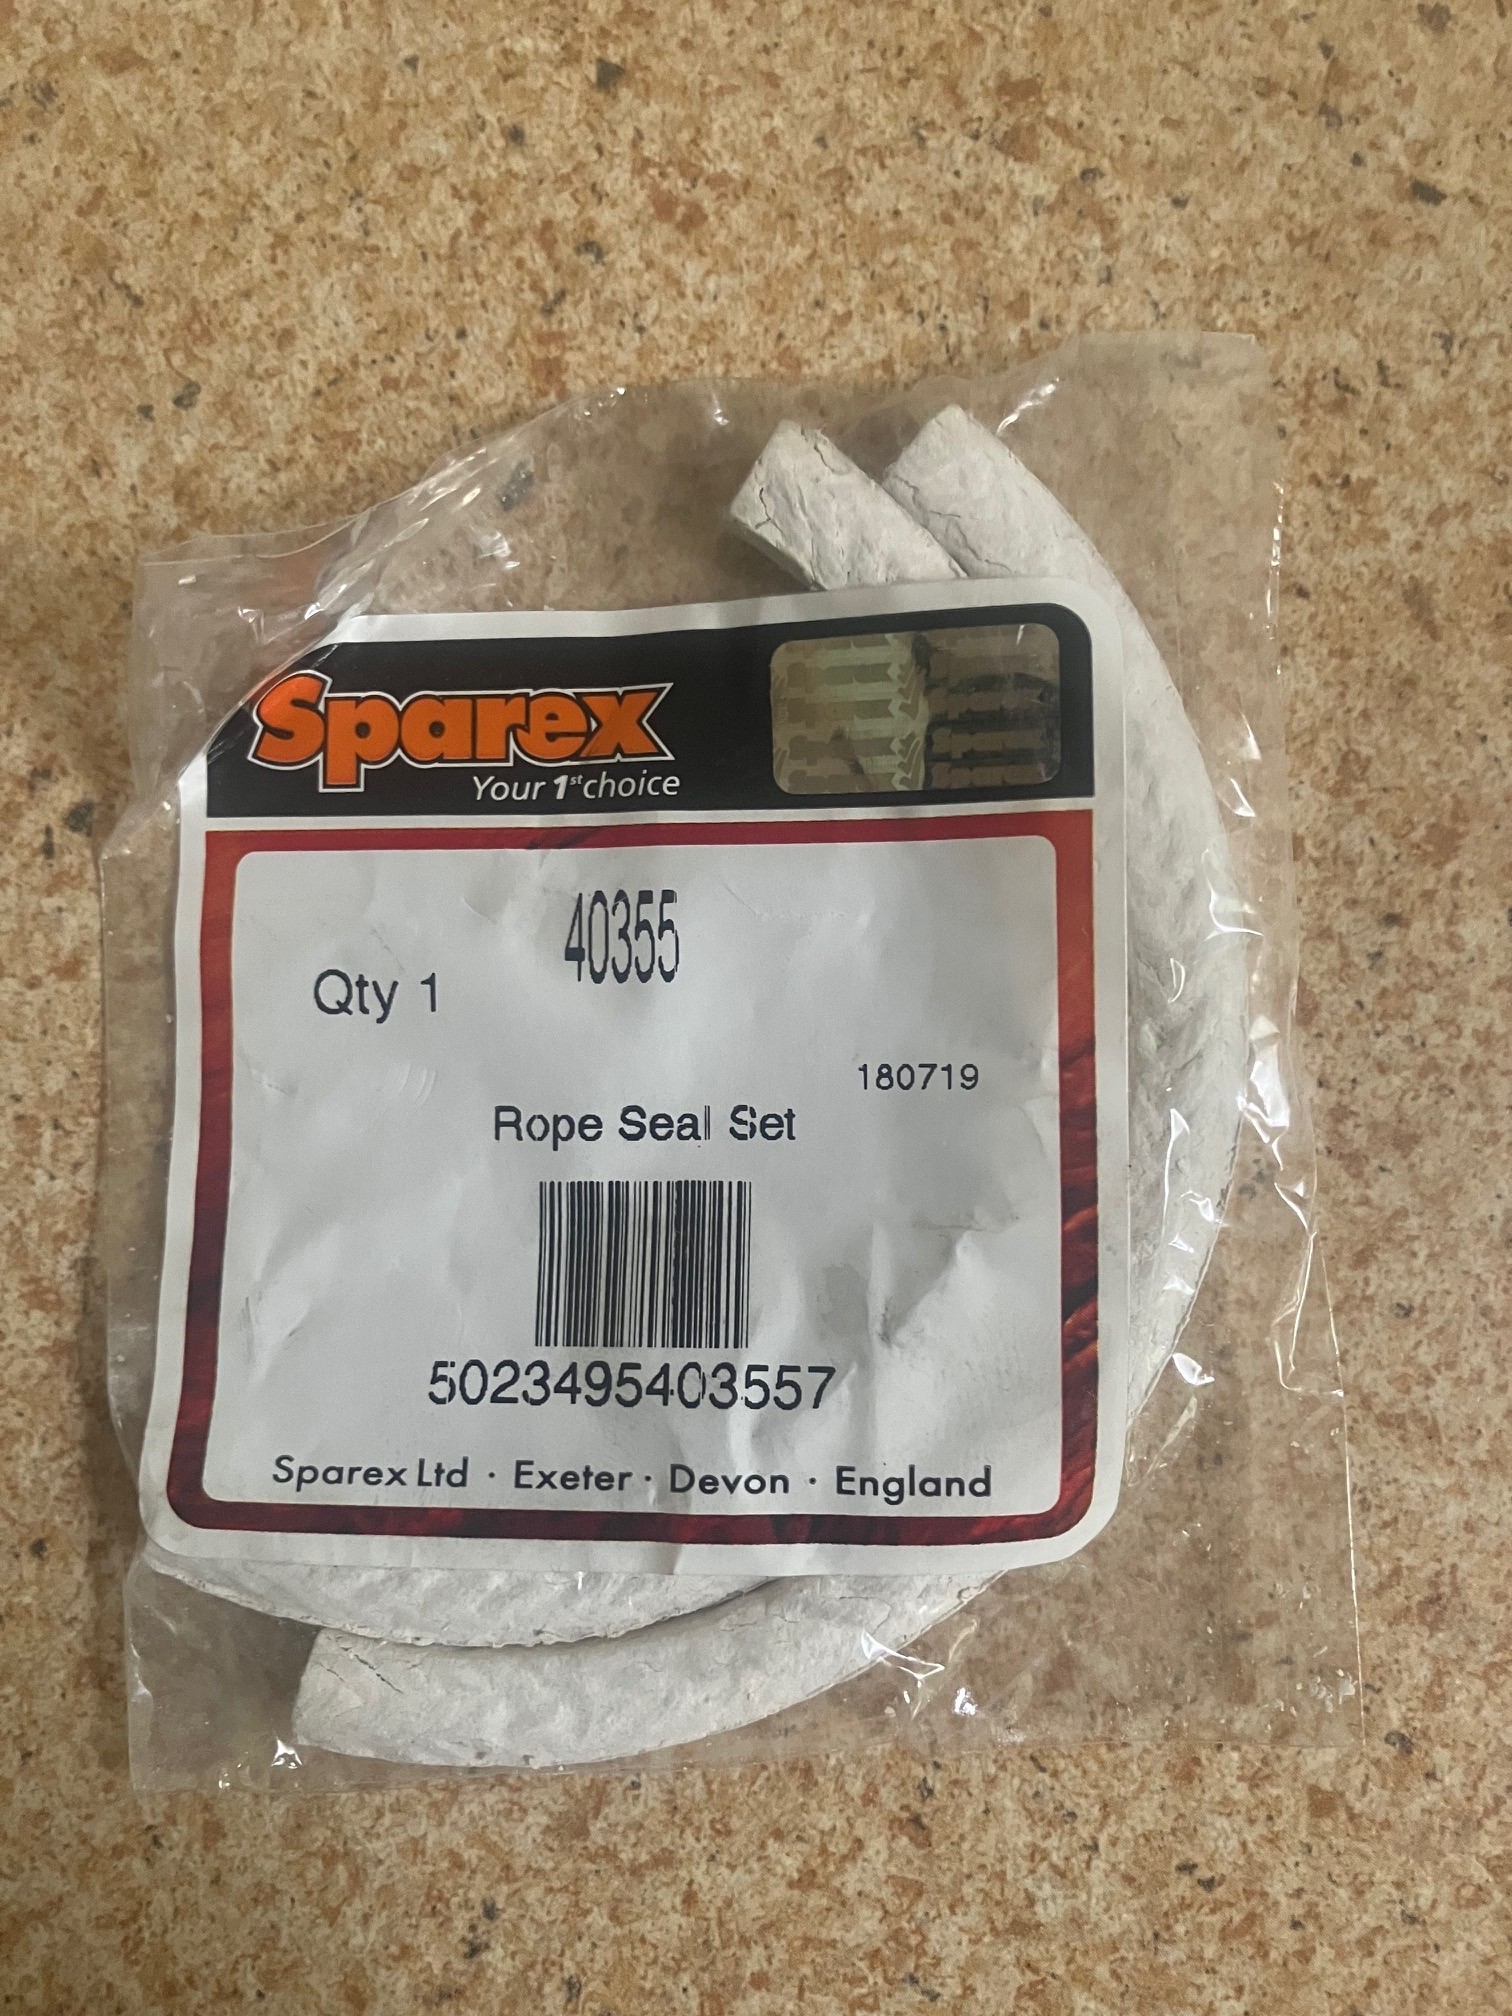 Sparex
Your 1st choice
40355
Qty 1
180719
Rope Seal Set
5023495403557
Sparex Ltd · Exeter · Devon · England